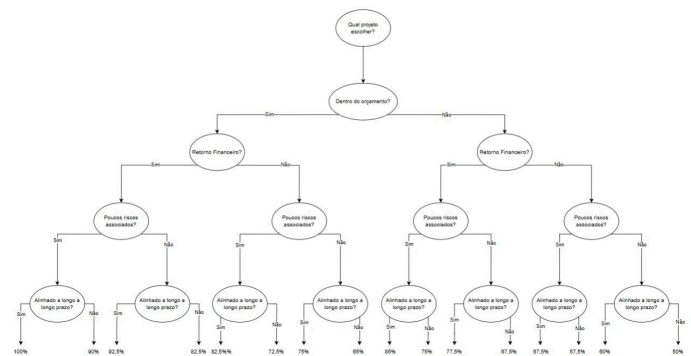 Qual projeto
escolher?
Dentro do orçamento?
Sim
Não
Retorno Financeiro?
Retorno Financeiro?
Sim
Não
Sim
Não
Poucos riscos
associados?
Poucos riscos
associados?
Poucos riscos
associados?
Poucos riscos
associados?
Sim
Não
Sim
Não
Sim
Não
Sim
Não
Alinhado a longo a
longo prazo?
Alinhado a longo a
longo prazo?
Alinhado a longo a
longo prazo?
Alinhado a longo a
longo prazo?
Alinhado a longo a
longo prazo?
Alinhado a longo a
longo prazo?
Alinhado a longo a
longo prazo?
Alinhado a longo a
longo prazo?
Sim
Não
Sim
Não
Sim
Não
Sim
Não
Sim
Não
Sim
Não
Sim
Não
Sim
Não
100%
90%
92,5%
82,5%
82,5%%
72,5%
75%
65%
85%
75%
77,5%
67,5%
67,5%
57,5%
60%
50%